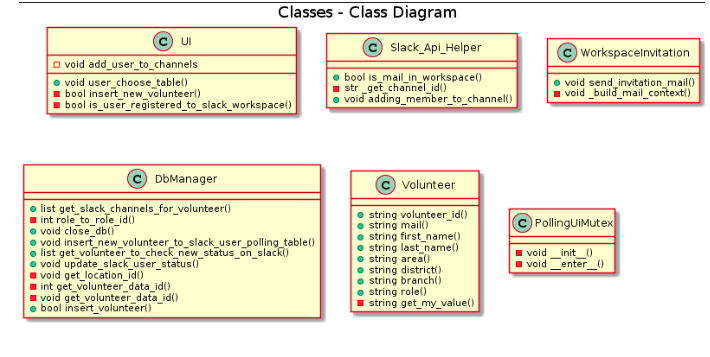 Classes - Class Diagram
C UI
void add_user_to_channels
void user_choose_table()
bool insert_new_volunteer()
bool is_user_registered_to_slack_workspace()
C Slack_Api_Helper
bool is_mail_in_workspace()
str _get_channel_id()
void adding_member_to_channel()
C WorkspaceInvitation
void send_invitation_mail()
void _build_mail_context()
C DbManager
list get_slack_channels_for_volunteer()
int role_to_role_id()
void close_db()
void insert_new_volunteer_to_slack_user_polling_table()
list get_volunteer_to_check_new_status_on_slack()
void update_slack_user_status()
void get_location_id()
int get_volunteer_data_id()
void get_volunteer_data_id()
bool insert_volunteer()
C Volunteer
string volunteer_id()
string mail()
string first_name()
string last_name()
string area()
string district()
string branch()
string role()
string get_my_value()
C PollingUiMutex
void __init__()
void __enter__()